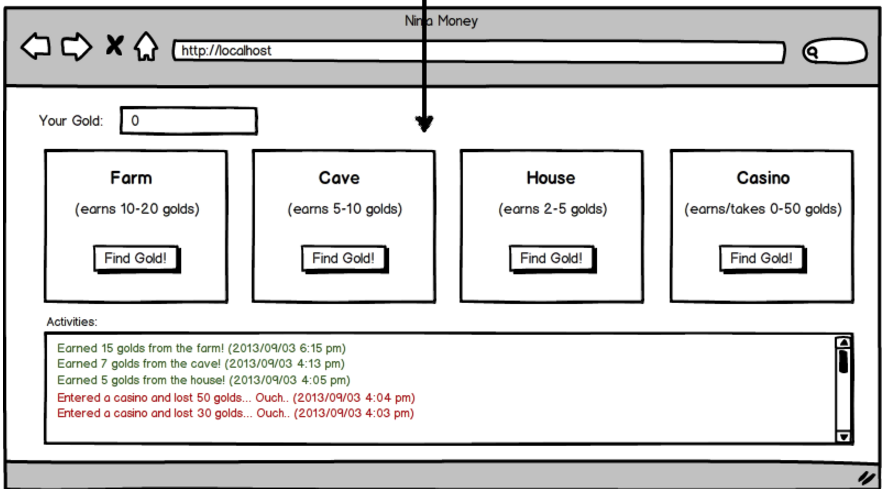 Ninja Money
http://localhost
Your Gold: 0
Farm
(earns 10-20 golds)
Find Gold!
Cave
(earns 5-10 golds)
Find Gold!
House
(earns 2-5 golds)
Find Gold!
Casino
(earns/takes 0-50 golds)
Find Gold!
Activities:
Earned 15 golds from the farm! (2013/09/03 6:15 pm)
Earned 7 golds from the cave! (2013/09/03 4:13 pm)
Earned 5 golds from the house! (2013/09/03 4:05 pm)
Entered a casino and lost 50 golds... Ouch.. (2013/09/03 4:04 pm)
Entered a casino and lost 30 golds... Ouch.. (2013/09/03 4:03 pm)